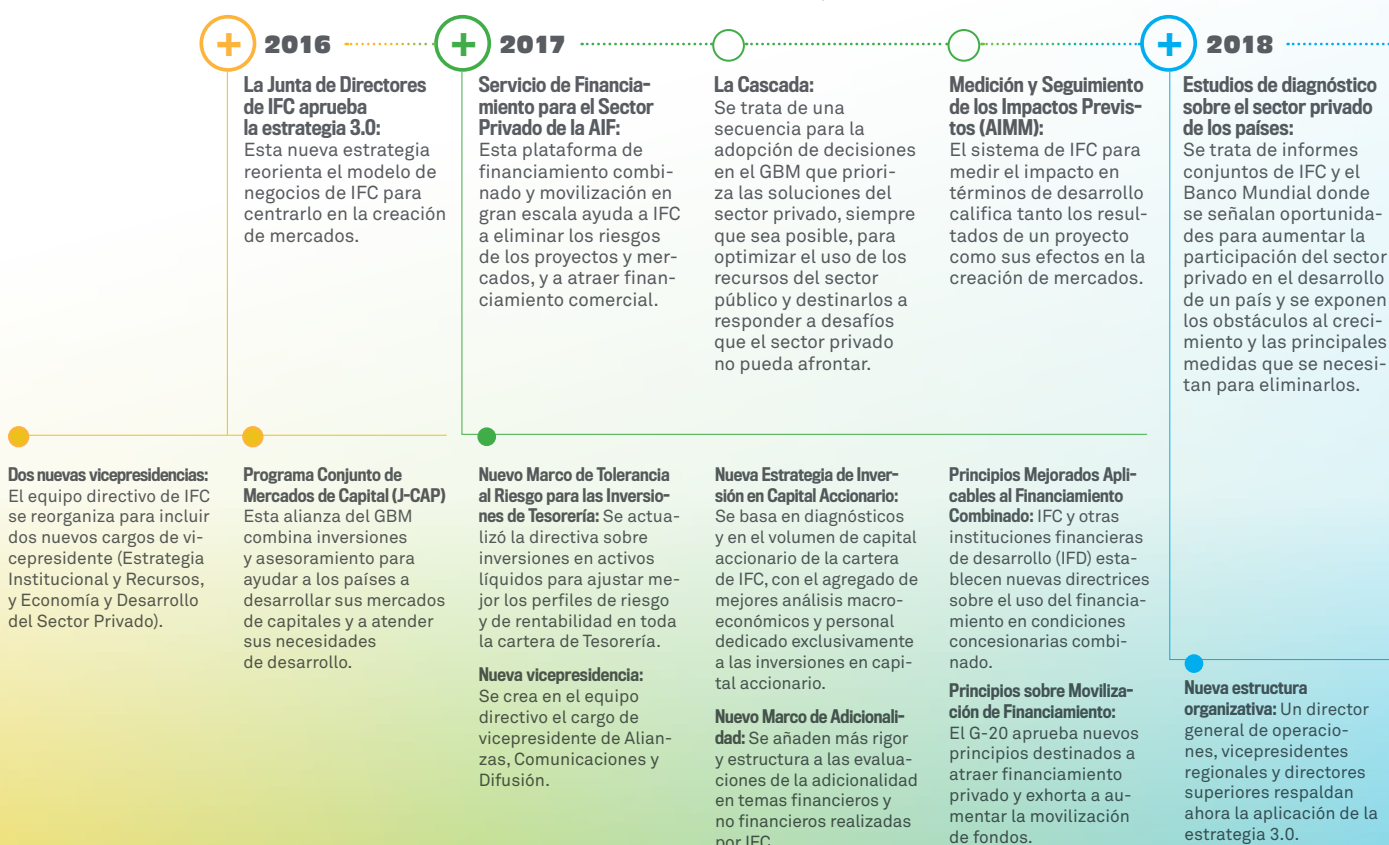 2016
La Junta de Directores
de IFC aprueba
la estrategia 3.0:
Esta nueva estrategia
reorienta el modelo de
negocios de IFC para
centrarlo en la creación
de mercados.
2017
Servicio de Financia-
miento para el Sector
Privado de la AIF:
Esta plataforma de
financiamiento combi-
nado y movilización en
gran escala ayuda a IFC
a eliminar los riesgos
de los proyectos y mer-
cados, y a atraer finan-
ciamiento comercial.
La Cascada:
Se trata de una
secuencia para la
adopción de decisiones
en el GBM que priori-
za las soluciones del
sector privado, siempre
que sea posible, para
optimizar el uso de los
recursos del sector
público y destinarlos a
responder a desafíos
que el sector privado
no pueda afrontar.
Medición y Seguimiento
de los Impactos Previs-
tos (AIMM):
El sistema de IFC para
medir el impacto en
términos de desarrollo
califica tanto los resul-
tados de un proyecto
como sus efectos en la
creación de mercados.
2018
Estudios de diagnóstico
sobre el sector privado
de los países:
Se trata de informes
conjuntos de IFC y el
Banco Mundial donde
se señalan oportunida-
des para aumentar la
participación del sector
privado en el desarrollo
de un país y se exponen
los obstáculos al creci-
miento y las principales
medidas que se necesi-
tan para eliminarlos.
Dos nuevas vicepresidencias:
El equipo directivo de IFC
se reorganiza para incluir
dos nuevos cargos de vi-
cepresidente (Estrategia
Institucional y Recursos,
y Economía y Desarrollo
del Sector Privado).
Programa Conjunto de
Mercados de Capital (J-CAP)
Esta alianza del GBM
combina inversiones
y asesoramiento para
ayudar a los países a
desarrollar sus mercados
de capitales y a atender
sus necesidades
de desarrollo.
Nuevo Marco de Tolerancia
al Riesgo para las Inversio-
nes de Tesorería: Se actua-
lizó la directiva sobre
inversiones en activos
líquidos para ajustar me-
jor los perfiles de riesgo
y de rentabilidad en toda
la cartera de Tesorería.
Nueva vicepresidencia:
Se crea en el equipo
directivo el cargo de
vicepresidente de Alian-
zas, Comunicaciones y
Difusión.
Nueva Estrategia de Inver-
sión en Capital Accionario:
Se basa en diagnósticos
y en el volumen de capital
accionario de la cartera
de IFC, con el agregado de
mejores análisis macro-
económicos y personal
dedicado exclusivamente
a las inversiones en capi-
tal accionario.
Nuevo Marco de Adicionali-
dad: Se añaden más rigor
y estructura a las evalua-
ciones de la adicionalidad
en temas financieros y
no financieros realizadas
por IFC.
Principios Mejorados Apli-
cables al Financiamiento
Combinado: IFC y otras
instituciones financieras
de desarrollo (IFD) esta-
blecen nuevas directrices
sobre el uso del financia-
miento en condiciones
concesionarias combi-
nado.
Principios sobre Moviliza-
ción de Financiamiento:
El G-20 aprueba nuevos
principios destinados a
atraer financiamiento
privado y exhorta a au-
mentar la movilización
de fondos.
Nueva estructura
organizativa: Un director
general de operacio-
nes, vicepresidentes
regionales y directores
superiores respaldan
ahora la aplicación de la
estrategia 3.0.